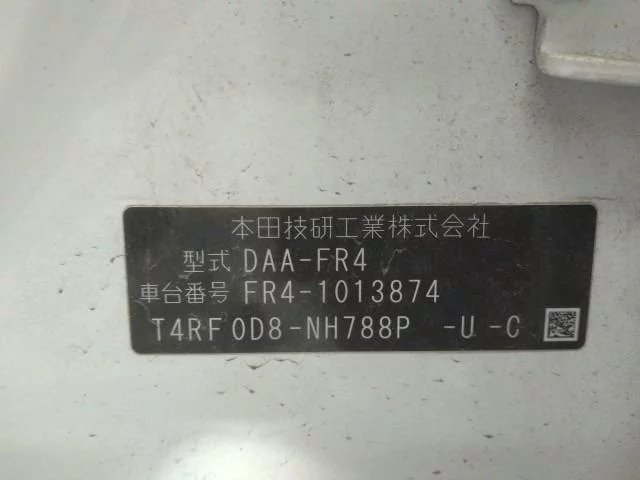 本田技研工業株式会社
型式 DAA-FR4
車台番号 FR4-1013874
T4RF0D8-NH788P -U -C